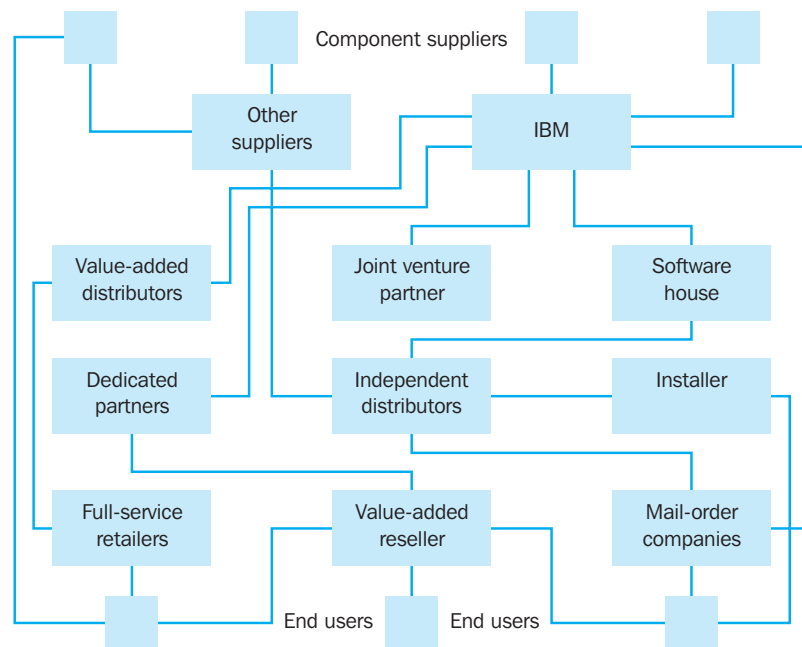 Component suppliers
Other
suppliers
IBM
Value-added
distributors
Joint venture
partner
Software
house
Dedicated
partners
Independent
distributors
Installer
Full-service
retailers
Value-added
reseller
Mail-order
companies
End users
End users